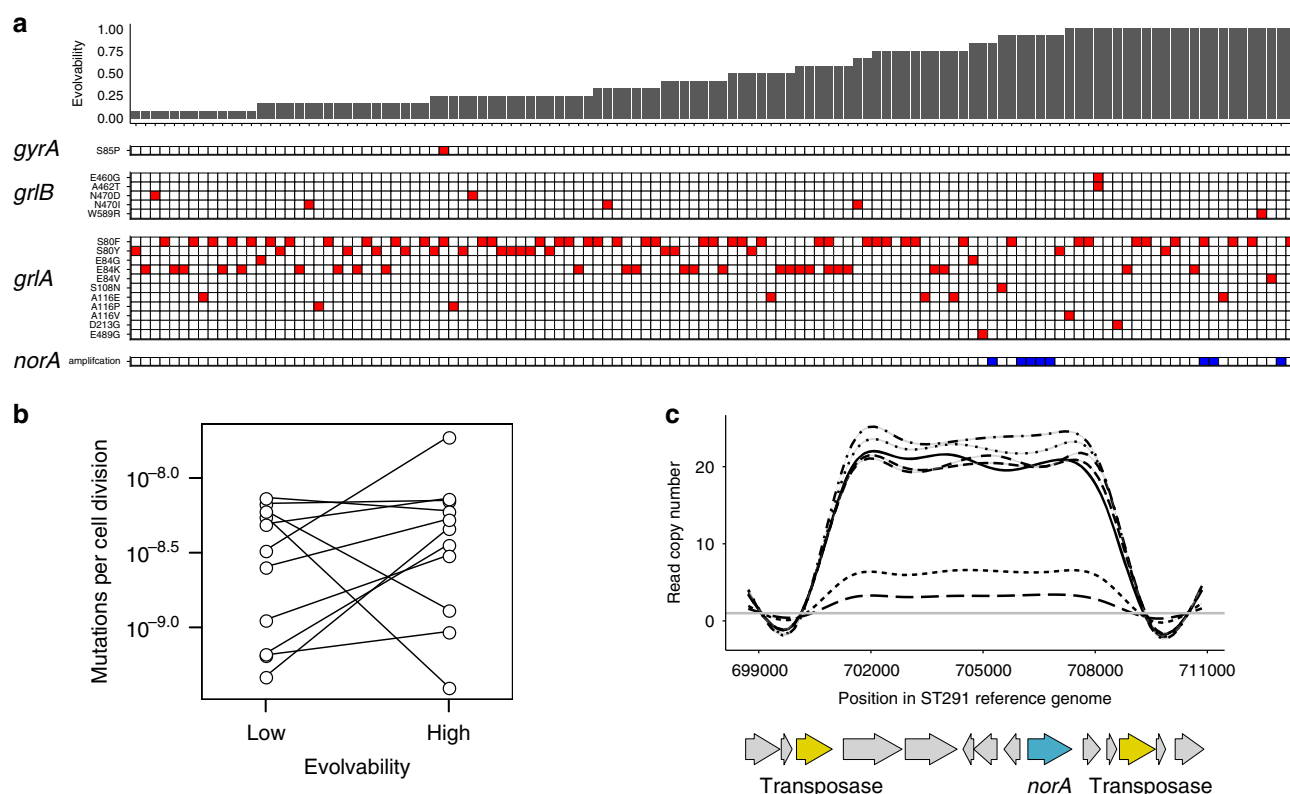 a
Evolvability
1.00
0.75
0.50
0.25
0.00
gyrA
S85P
grlB
E460G
A462T
N470D
N470I
W589R
grlA
S80F
S80Y
E84G
E84K
E84V
S108N
A116E
A116P
A116V
D213G
E489G
norA amplifcation
b
Mutations per cell division
10−8.0
10−8.5
10−9.0
Low High
Evolvability
c
Read copy number
20
10
0
699000 702000 705000 708000 711000
Position in ST291 reference genome
Transposase norA Transposase